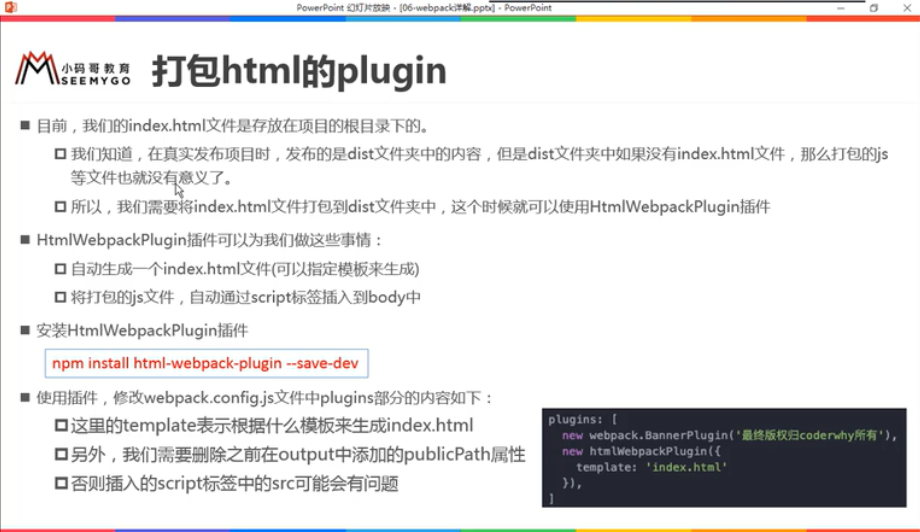 PowerPoint 幻灯片放映 - [06-webpack详解.pptx] - PowerPoint
小码哥教育
SEEMYGO
打包html的plugin
目前，我们的index.html文件是存放在项目的根目录下的。
我们知道，在真实发布项目时，发布的是dist文件夹中的内容，但是dist文件夹中如果没有index.html文件，那么打包的js
等文件也就没有意义了。
所以，我们需要将index.html文件打包到dist文件夹中，这个时候就可以使用HtmlWebpackPlugin插件
HtmlWebpackPlugin插件可以为我们做这些事情：
自动生成一个index.html文件(可以指定模板来生成)
将打包的js文件，自动通过script标签插入到body中
安装HtmlWebpackPlugin插件
npm install html-webpack-plugin --save-dev
使用插件，修改webpack.config.js文件中plugins部分的内容如下：
这里的template表示根据什么模板来生成index.html
另外，我们需要删除之前在output中添加的publicPath属性
否则插入的script标签中的src可能会有问题
plugins: [
new webpack.BannerPlugin('最终版权归coderwhy所有'),
new htmlWebpackPlugin({
template: 'index.html'
}),
]